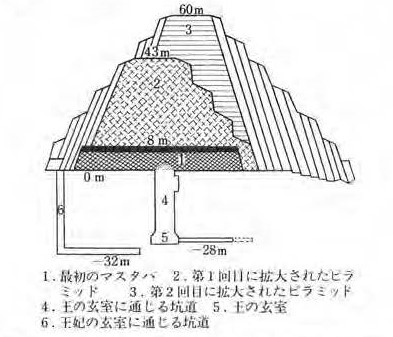 60m
3
43m
2
8m
1
0m
6
4
5
−32m
−28m
1.最初のマスタバ 2.第1回目に拡大されたピラ
ミッド 3.第2回目に拡大されたピラミッド
4.王の玄室に通じる坑道 5.王の玄室
6.王妃の玄室に通じる坑道